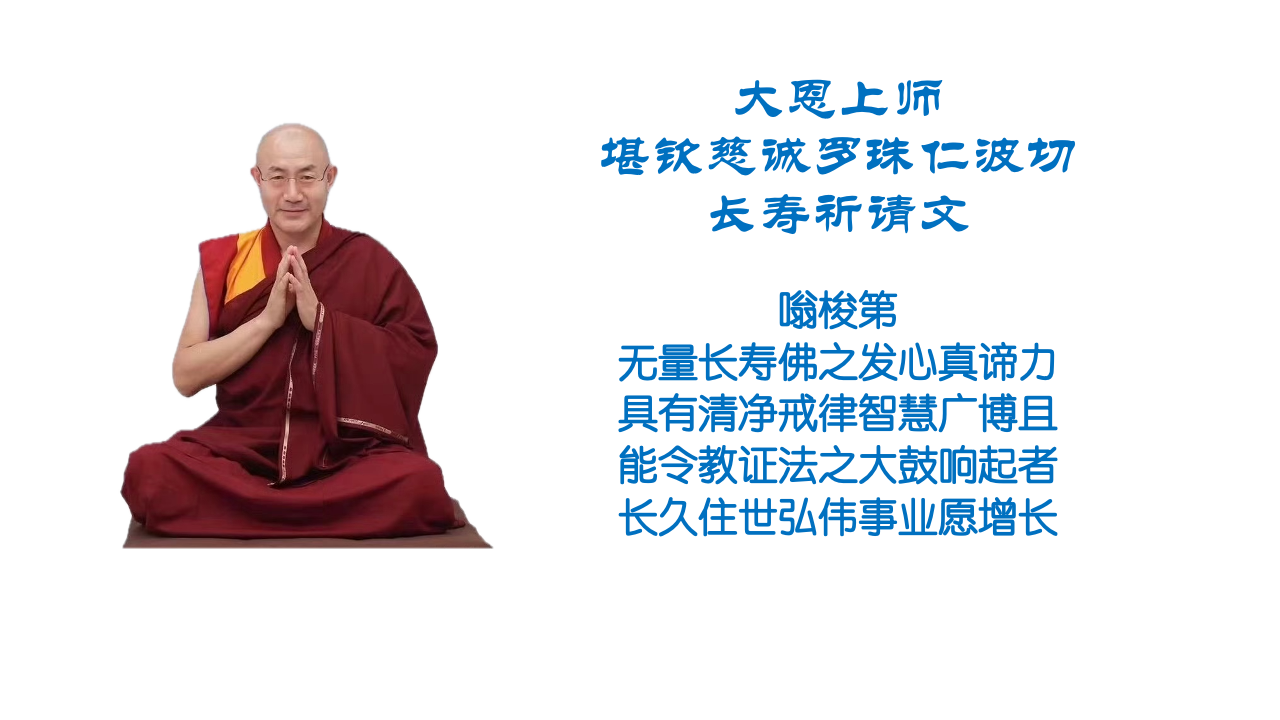 大恩上师
堪钦慈诚罗珠仁波切
长寿祈请文
嗡梭第
无量长寿佛之发心真谛力
具有清净戒律智慧广博且
能令教证法之大鼓响起者
长久住世弘伟事业愿增长